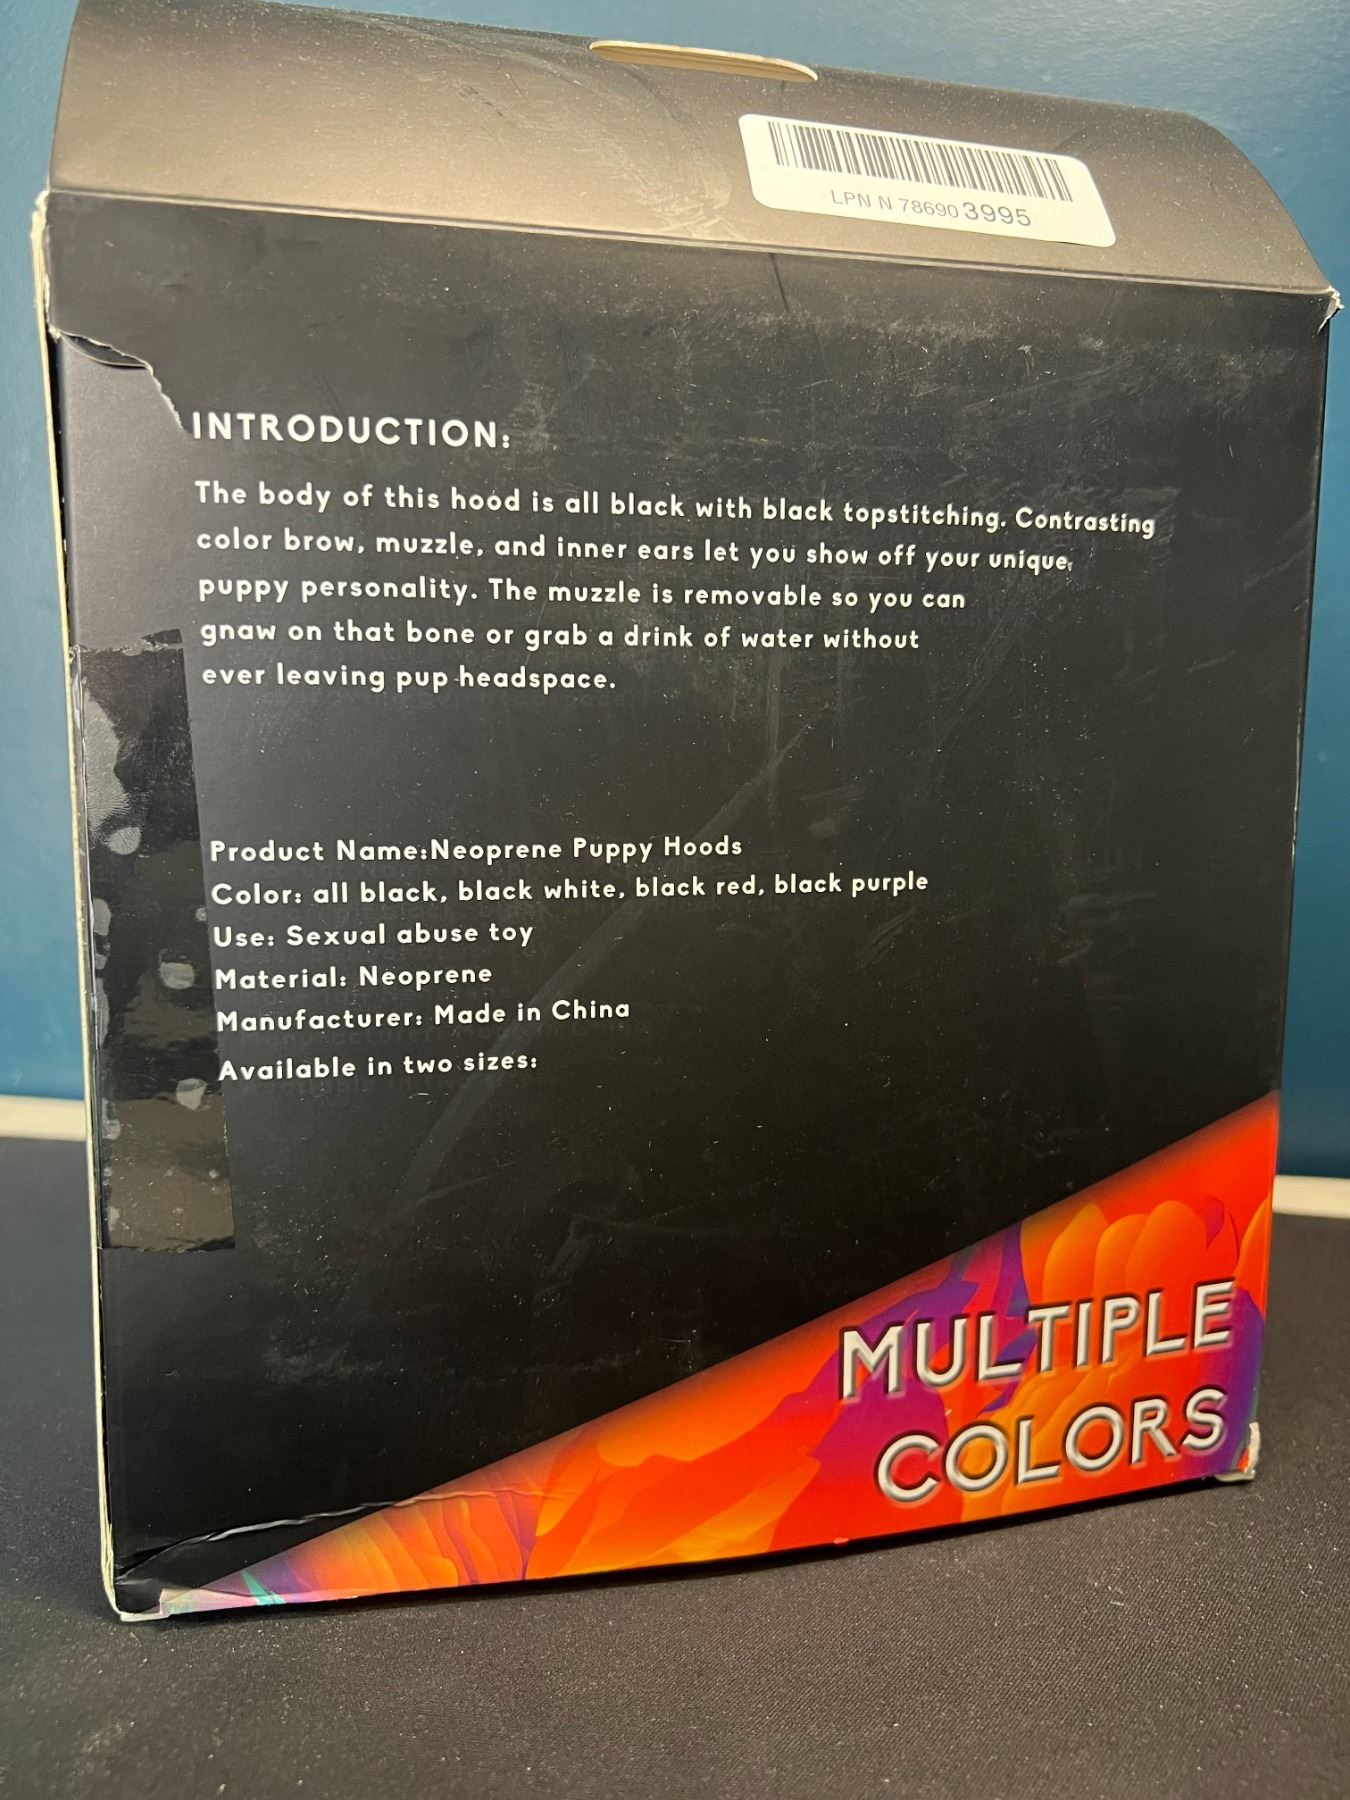 LPN N 786903995
INTRODUCTION:
The body of this hood is all black with black topstitching. Contrasting
color brow, muzzle, and inner ears let you show off your unique,
puppy personality. The muzzle is removable so you can
gnaw on that bone or grab a drink of water without
ever leaving pup headspace.
Product Name:Neoprene Puppy Hoods
Color: all black, black white, black red, black purple
Use: Sexual abuse toy
Material: Neoprene
Manufacturer: Made in China
Available in two sizes:
MULTIPLE
COLORS